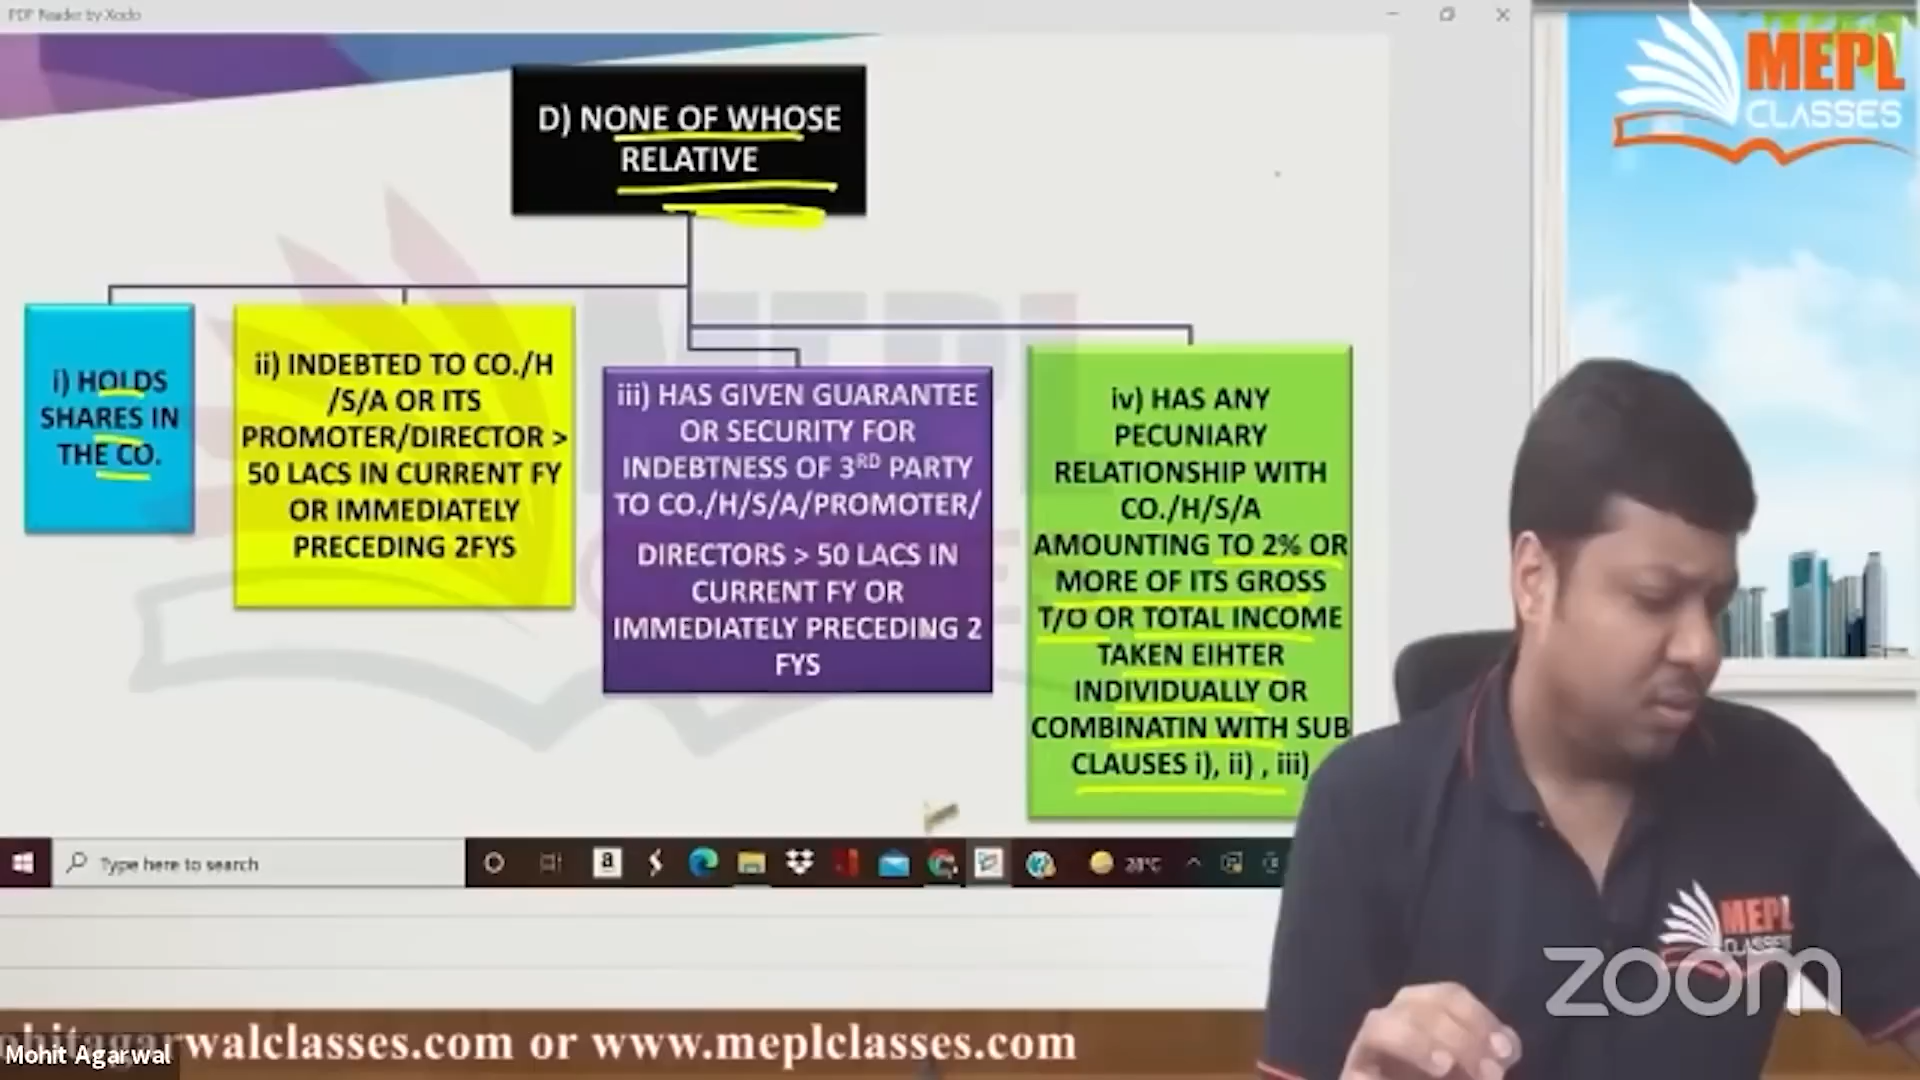 PDP Reader by Xodo
MEPL
CLASSES
D) NONE OF WHOSE
RELATIVE
i) HOLDS
SHARES IN
THE CO.
ii) INDEBTED TO CO./H
/S/A OR ITS
PROMOTER/DIRECTOR >
50 LACS IN CURRENT FY
OR IMMEDIATELY
PRECEDING 2FYS
iii) HAS GIVEN GUARANTEE
OR SECURITY FOR
INDEBTNESS OF 3RD PARTY
TO CO./H/S/A/PROMOTER/
DIRECTORS > 50 LACS IN
CURRENT FY OR
IMMEDIATELY PRECEDING 2
FYS
iv) HAS ANY
PECUNIARY
RELATIONSHIP WITH
CO./H/S/A
AMOUNTING TO 2% OR
MORE OF ITS GROSS
T/O OR TOTAL INCOME
TAKEN EIHTER
INDIVIDUALLY OR
COMBINATIN WITH SUB
CLAUSES i), ii) , iii)
Type here to search
28°C
MEPL
CLASSES
zoom
hitagarwalclasses.com or www.meplclasses.com
Mohit Agarwal